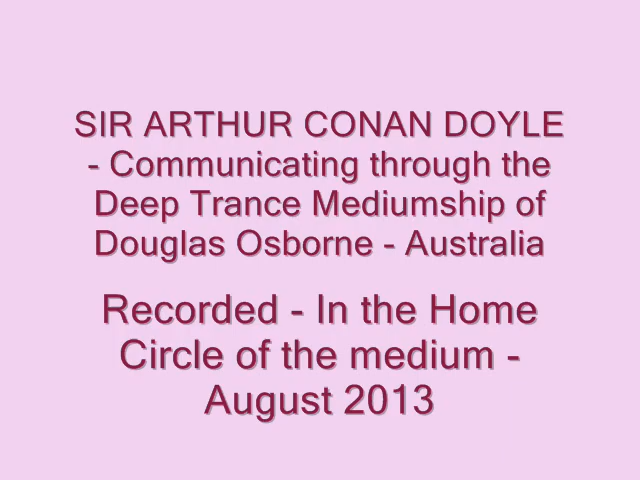 SIR ARTHUR CONAN DOYLE
- Communicating through the
Deep Trance Mediumship of
Douglas Osborne - Australia
Recorded - In the Home
Circle of the medium -
August 2013